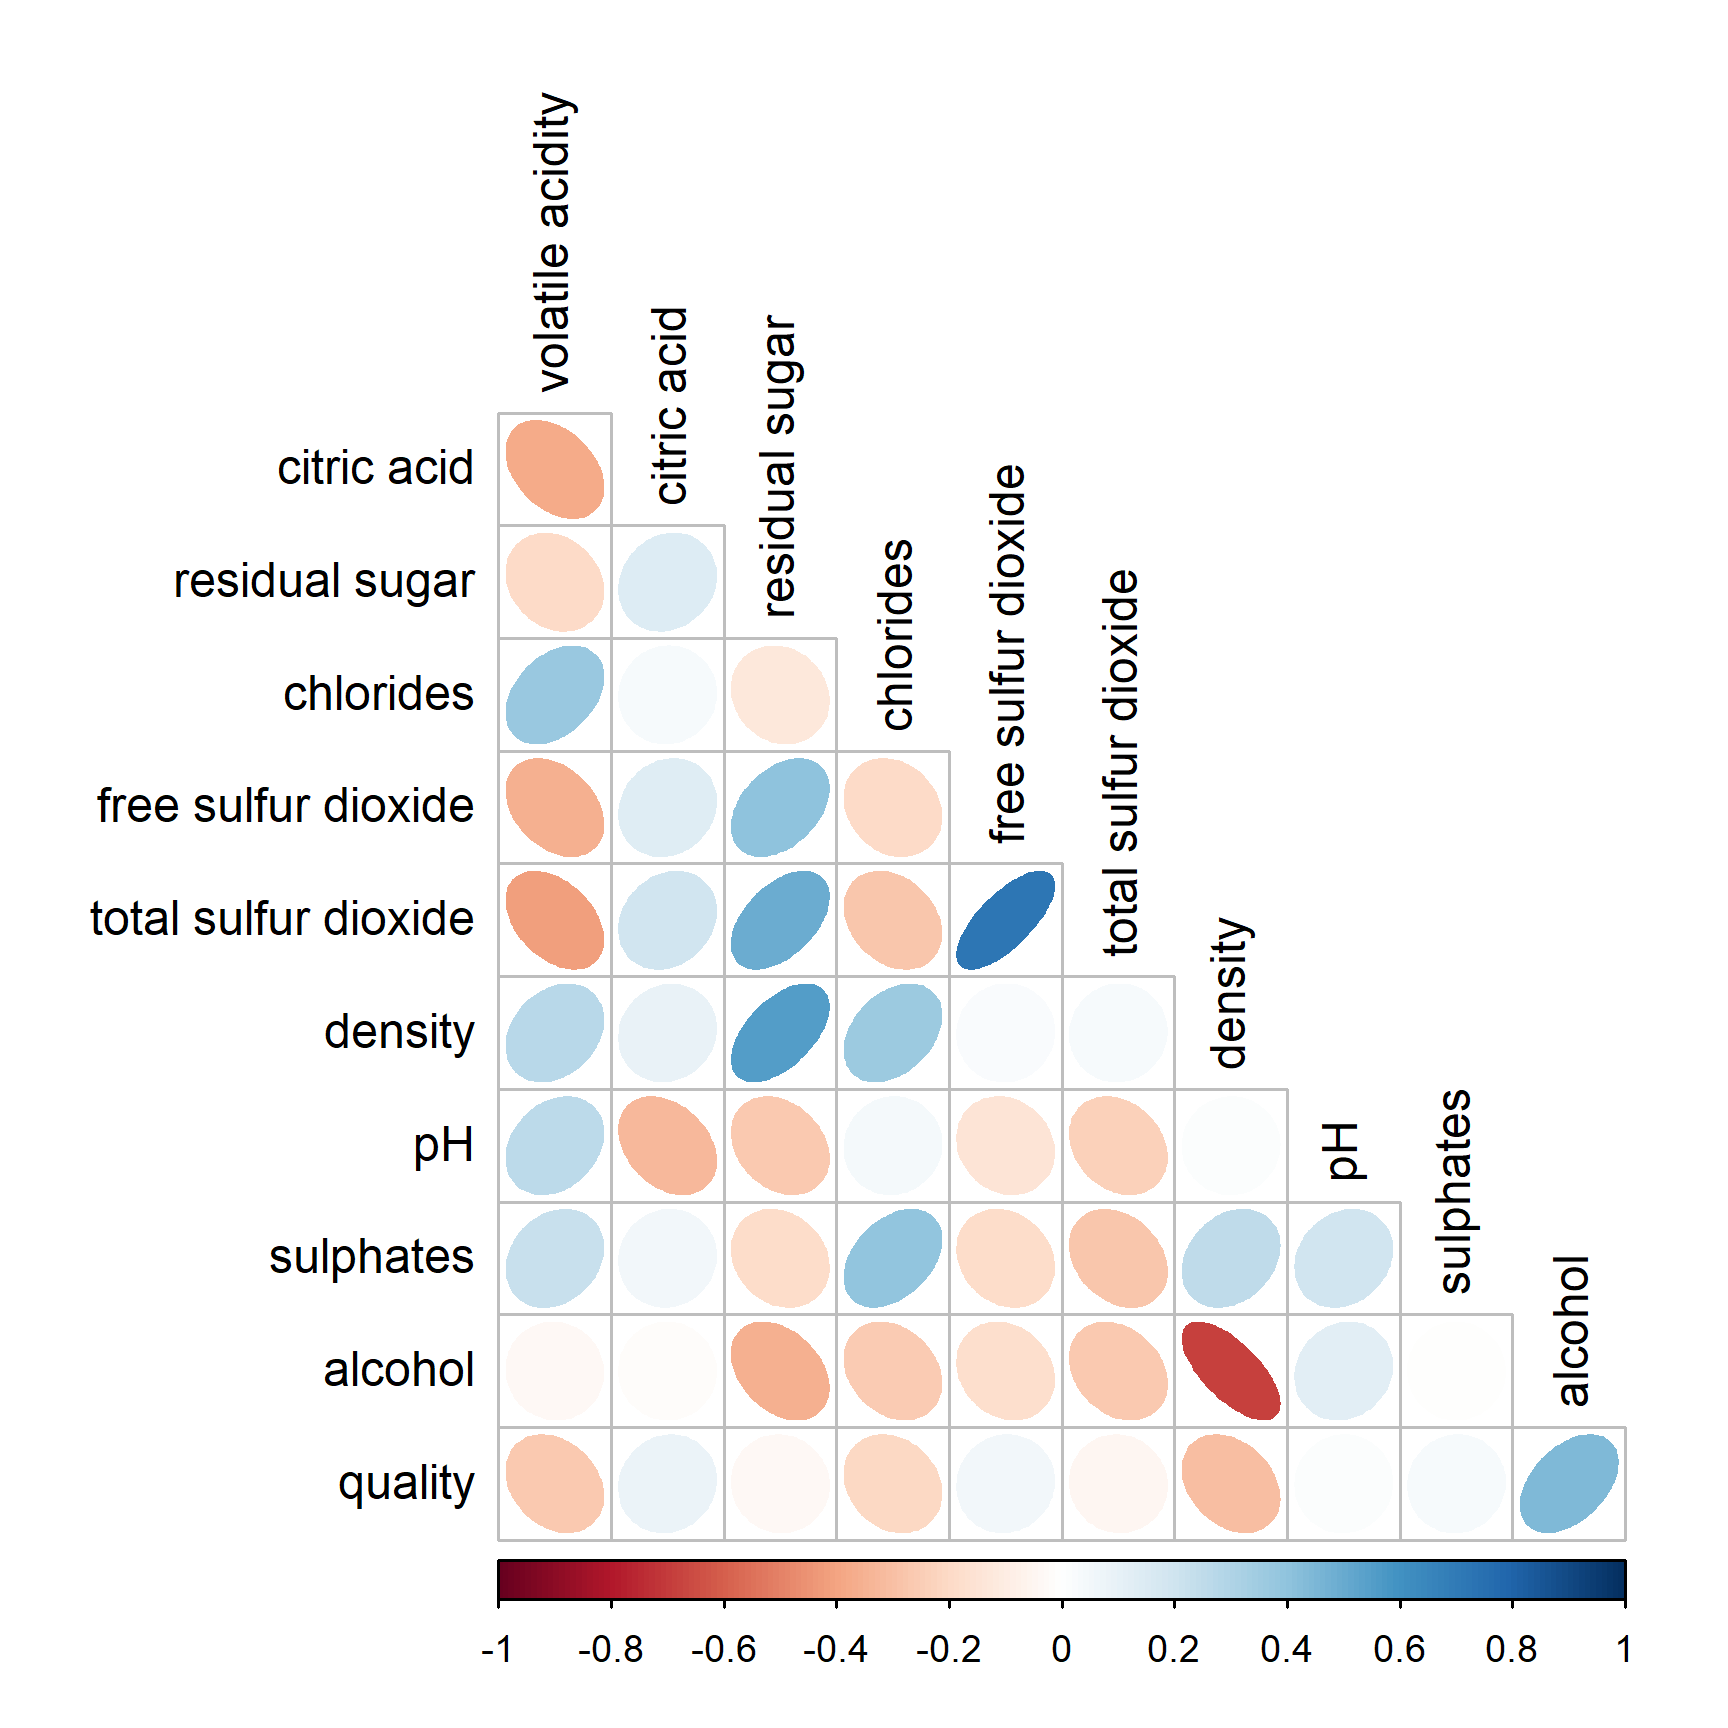 volatile acidity
citric acid
residual sugar
chlorides
free sulfur dioxide
total sulfur dioxide
density
pH
sulphates
alcohol
citric acid
residual sugar
chlorides
free sulfur dioxide
total sulfur dioxide
density
pH
sulphates
alcohol
quality
-1 -0.8 -0.6 -0.4 -0.2 0 0.2 0.4 0.6 0.8 1